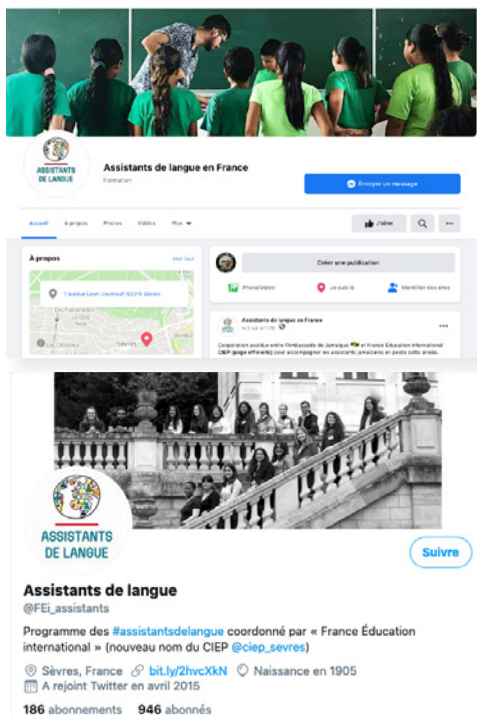 ASSISTANTS
DE LANGUE
Assistants de langue en France
Formation
Envoyer un message
Accueil À propos Photos Vidéos Plus
J'aime
À propos Voir tout
1 avenue Léon Journault 92310 Sèvres
Sèvres
Créer une publication
Photo/Vidéo Je suis là Identifier des amis
Assistants de langue en France
Coopération assidue entre l'Ambassade de Jamaïque et France Education international
CIEP (page officielle) pour accompagner les assistants jamaïcains en poste cette année.
ASSISTANTS
DE LANGUE
Suivre
Assistants de langue
@FEi_assistants
Programme des #assistantsdelangue coordonné par « France Éducation
international » (nouveau nom du CIEP @ciep_sevres)
Sèvres, France bit.ly/2hvcXkN Naissance en 1905
A rejoint Twitter en avril 2015
186 abonnements 946 abonnés